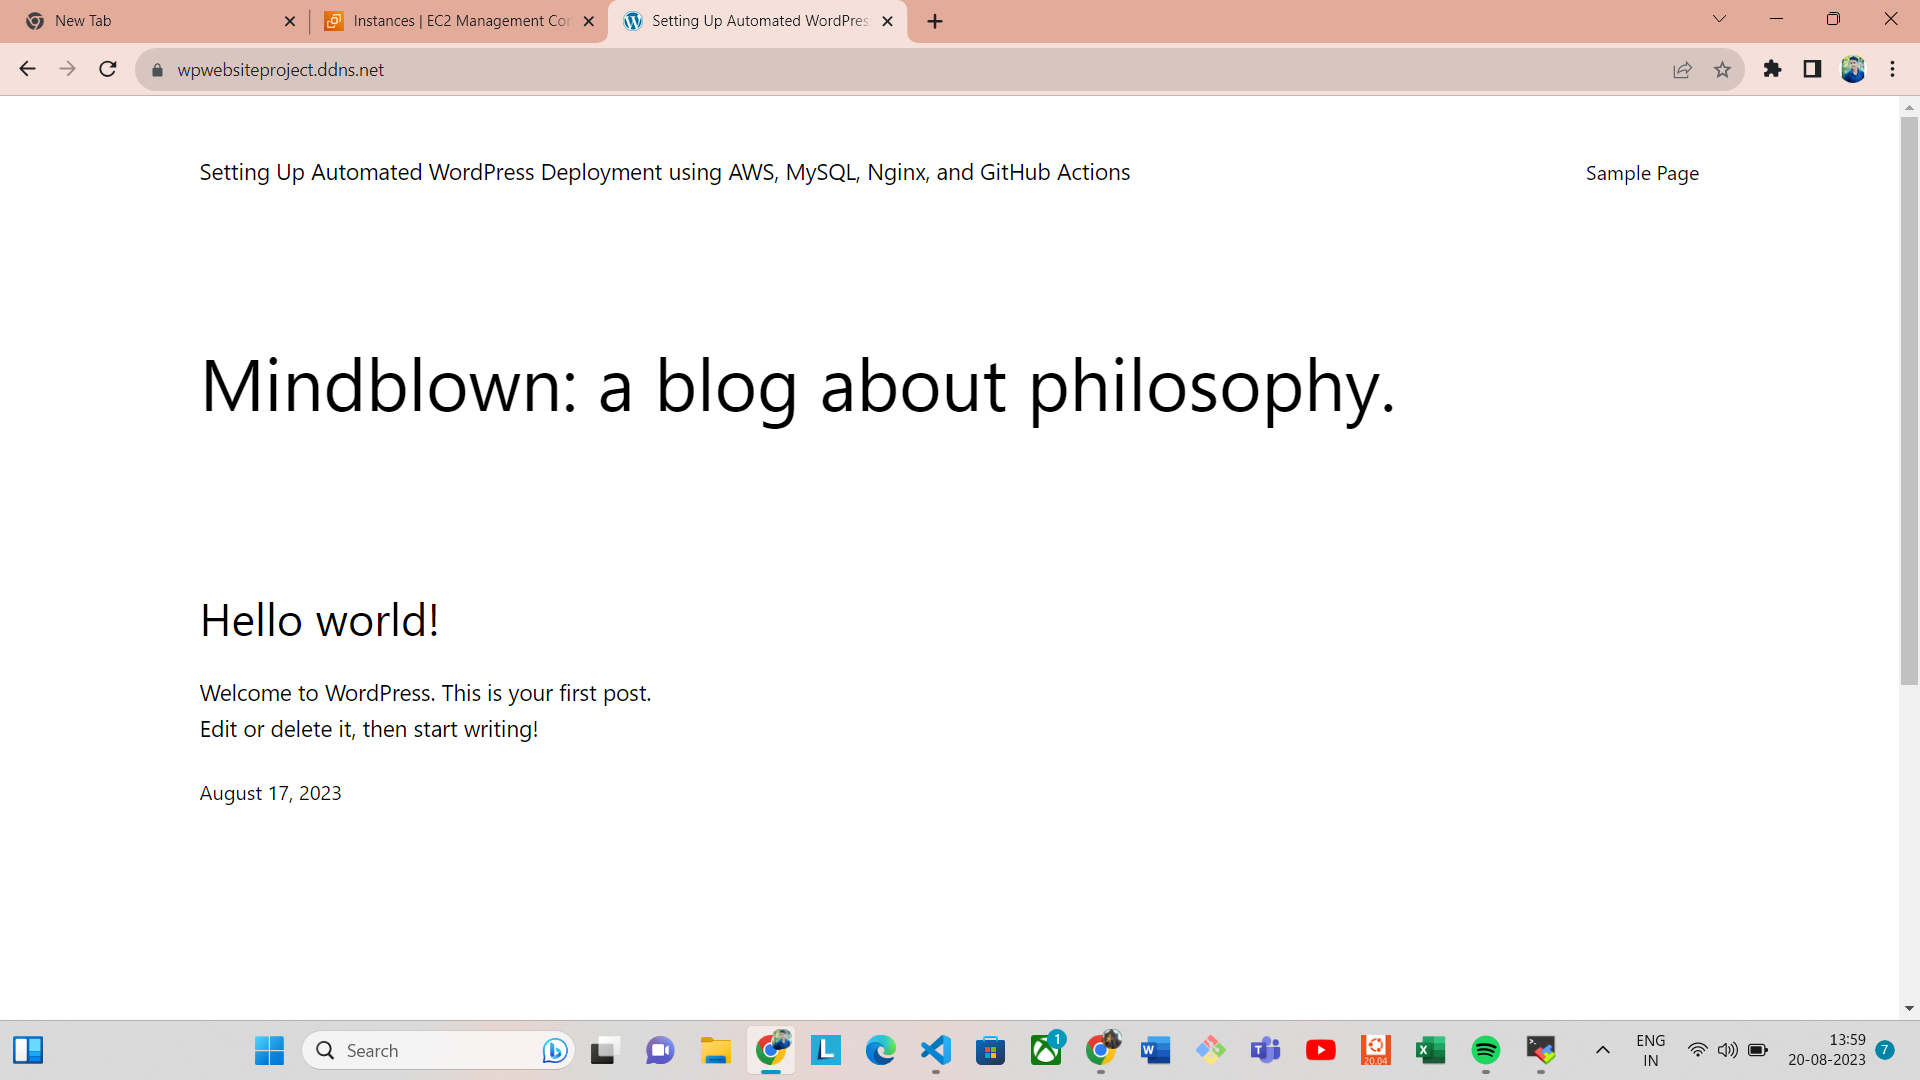 New Tab
Instances | EC2 Management Con
Setting Up Automated WordPress
wpwebsiteproject.ddns.net
Setting Up Automated WordPress Deployment using AWS, MySQL, Nginx, and GitHub Actions
Sample Page
Mindblown: a blog about philosophy.
Hello world!
Welcome to WordPress. This is your first post.
Edit or delete it, then start writing!
August 17, 2023
Search
L
1
W
20.04
X
ENG
IN
13:59
20-08-2023
7